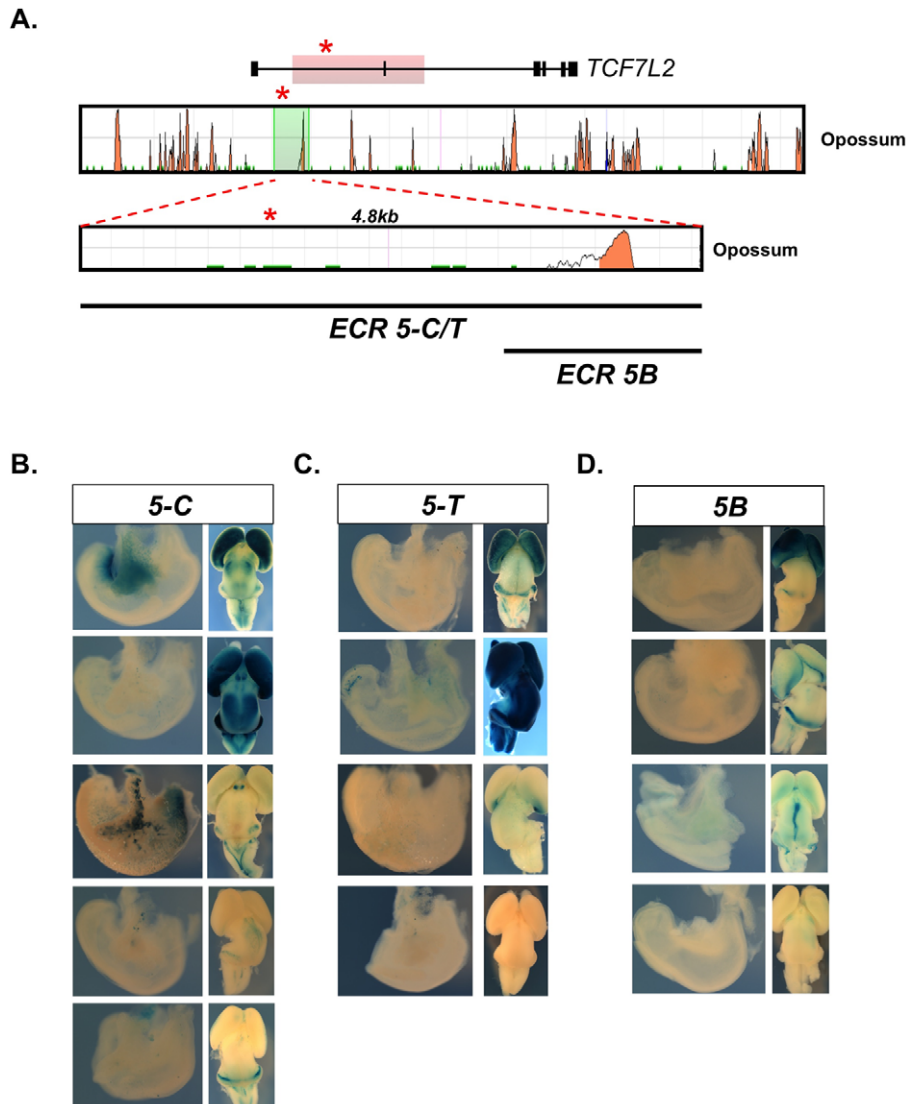 A.
*
TCF7L2
*
Opossum
*
4.8kb
Opossum
ECR 5-C/T
ECR 5B
B.
C.
D.
5-C
5-T
5B